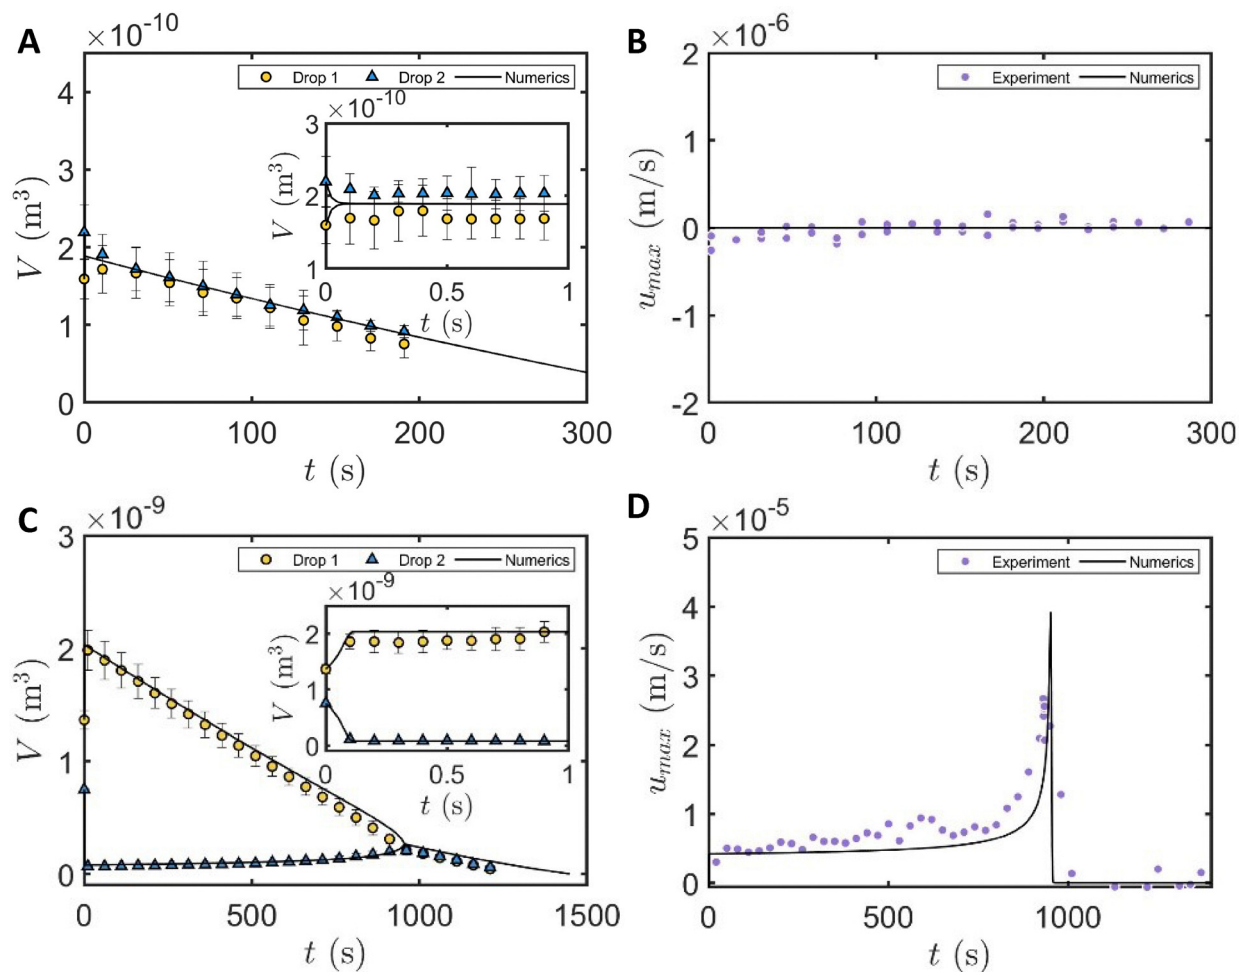 A
×10⁻¹⁰
Drop 1 Drop 2 Numerics
V (m³)
4
3
2
1
0
×10⁻¹⁰
V (m³)
3
2
1
0 0.5 1
t (s)
0 100 200 300
t (s)
B
×10⁻⁶
Experiment Numerics
u_max (m/s)
2
1
0
-1
-2
0 100 200 300
t (s)
C
×10⁻⁹
Drop 1 Drop 2 Numerics
V (m³)
3
2
1
0
×10⁻⁹
V (m³)
2
1
0
0 0.5 1
t (s)
0 500 1000 1500
t (s)
D
×10⁻⁵
Experiment Numerics
u_max (m/s)
5
4
3
2
1
0
0 500 1000
t (s)